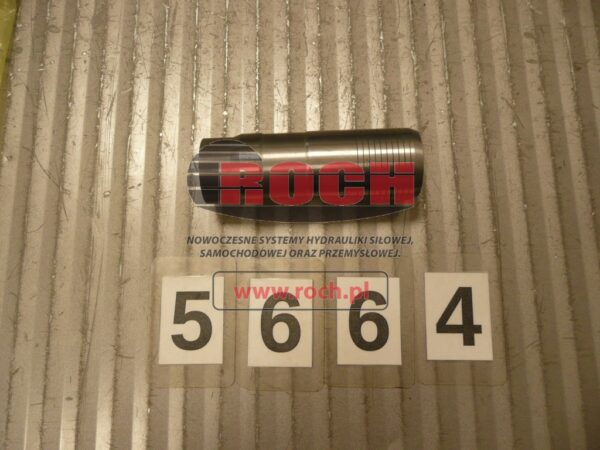 ROCH
NOWOCZESNE SYSTEMY HYDRAULIKI SIŁOWEJ,
SAMOCHODOWEJ ORAZ PRZEMYSŁOWEJ.
www.roch.pl
5 6 6 4